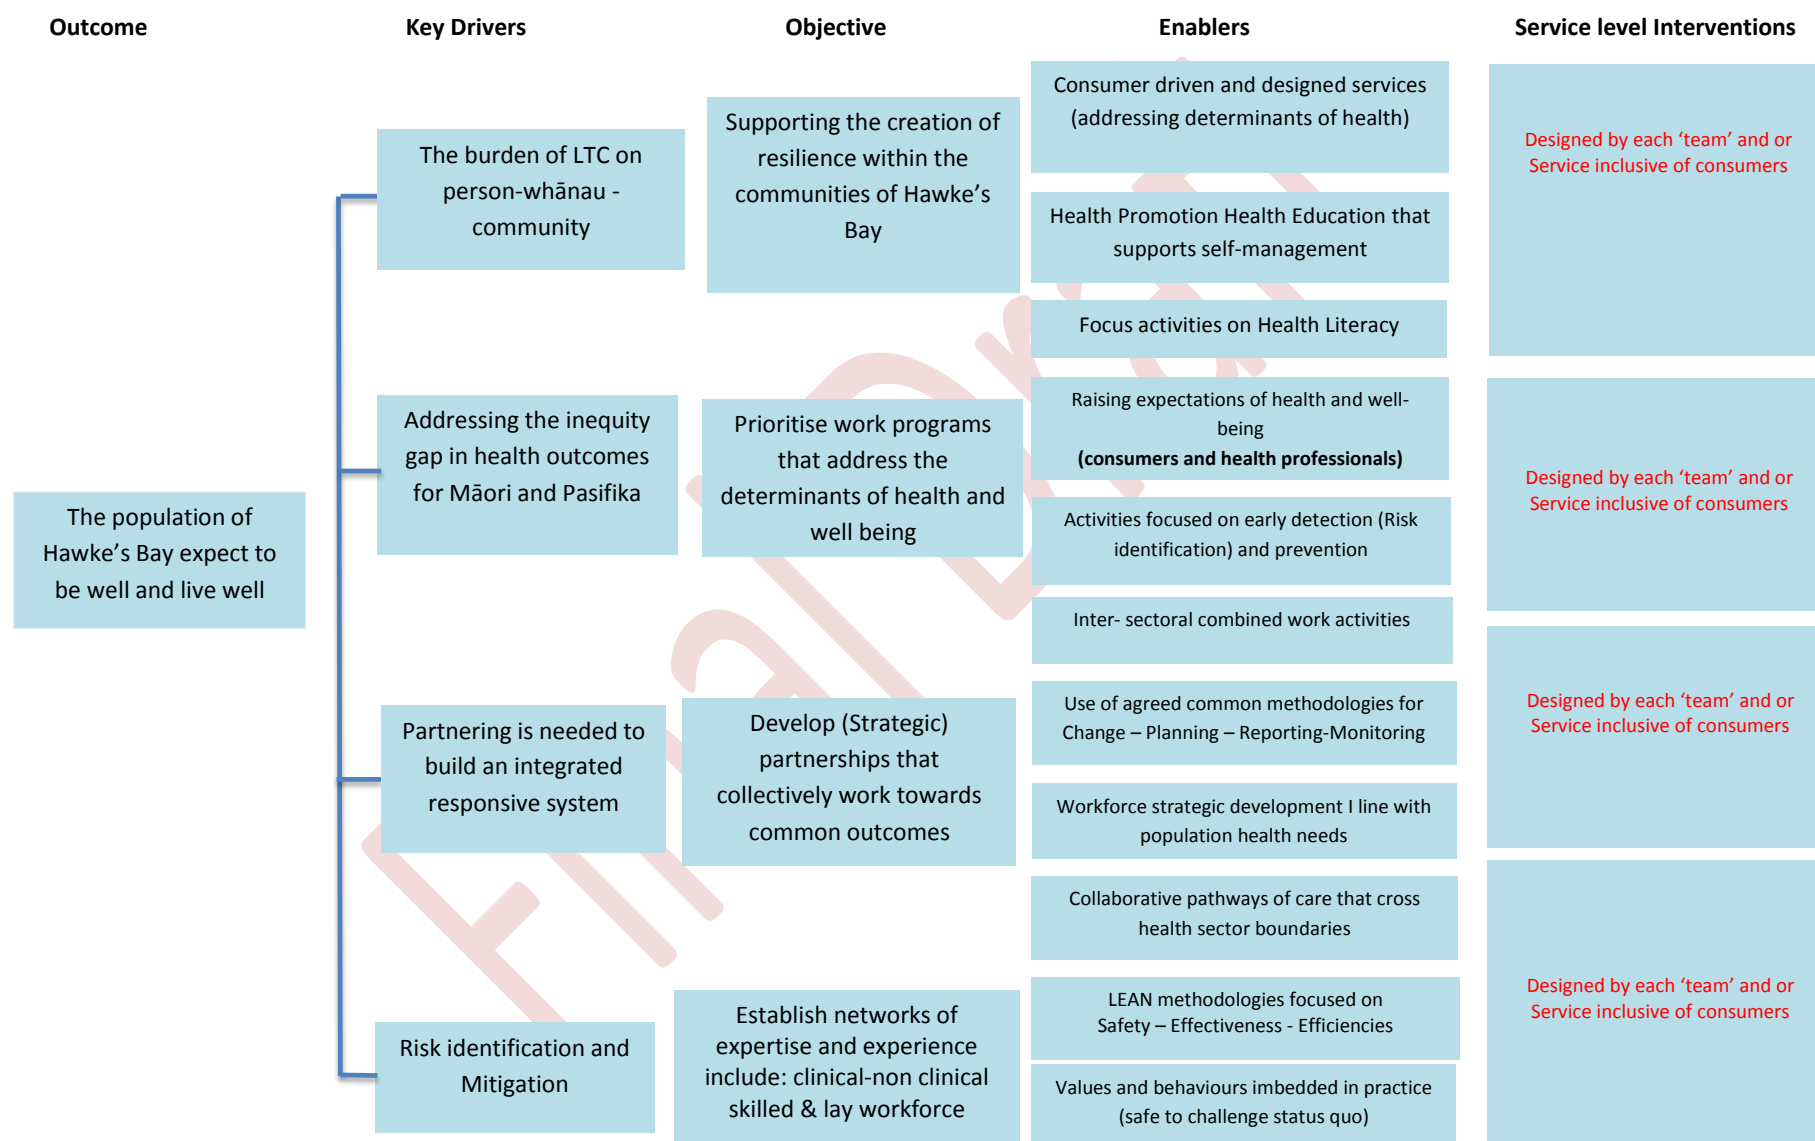 Outcome
Key Drivers
Objective
Enablers
Service level Interventions
The population of
Hawke's Bay expect to
be well and live well
The burden of LTC on
person-whānau -
community
Addressing the inequity
gap in health outcomes
for Māori and Pasifika
Partnering is needed to
build an integrated
responsive system
Risk identification and
Mitigation
Supporting the creation of
resilience within the
communities of Hawke's
Bay
Prioritise work programs
that address the
determinants of health and
well being
Develop (Strategic)
partnerships that
collectively work towards
common outcomes
Establish networks of
expertise and experience
include: clinical-non clinical
skilled & lay workforce
Consumer driven and designed services
(addressing determinants of health)
Health Promotion Health Education that
supports self-management
Focus activities on Health Literacy
Raising expectations of health and well-
being
(consumers and health professionals)
Activities focused on early detection (Risk
identification) and prevention
Inter- sectoral combined work activities
Use of agreed common methodologies for
Change – Planning – Reporting-Monitoring
Workforce strategic development I line with
population health needs
Collaborative pathways of care that cross
health sector boundaries
LEAN methodologies focused on
Safety – Effectiveness - Efficiencies
Values and behaviours imbedded in practice
(safe to challenge status quo)
Designed by each 'team' and or
Service inclusive of consumers
Designed by each 'team' and or
Service inclusive of consumers
Designed by each 'team' and or
Service inclusive of consumers
Designed by each 'team' and or
Service inclusive of consumers
Final Draft